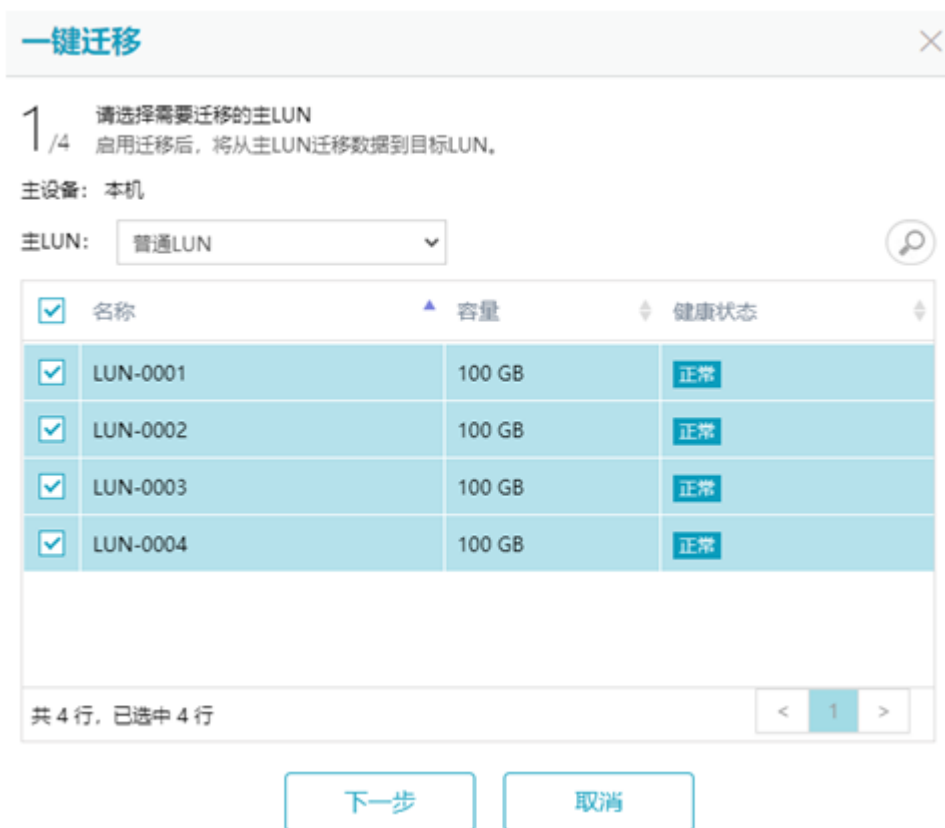 一键迁移
1/4 请选择需要迁移的主LUN
启用迁移后，将从主LUN迁移数据到目标LUN。
主设备： 本机
主LUN： 普通LUN
名称 容量 健康状态
LUN-0001 100 GB 正常
LUN-0002 100 GB 正常
LUN-0003 100 GB 正常
LUN-0004 100 GB 正常
共 4 行，已选中 4 行 < 1 >
下一步 取消